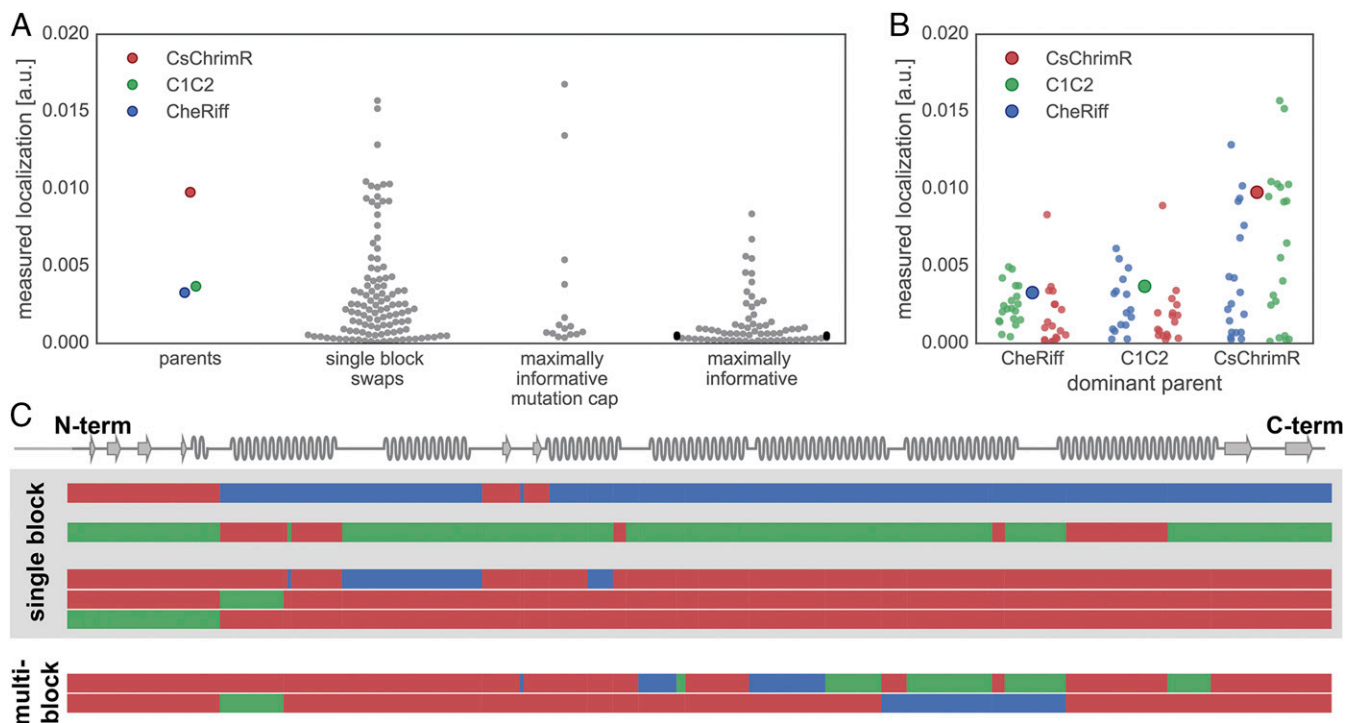 A
measured localization [a.u.]
0.020
0.015
0.010
0.005
0.000
CsChrimR
C1C2
CheRiff
parents
single block
swaps
maximally
informative
mutation cap
maximally
informative
B
measured localization [a.u.]
0.020
0.015
0.010
0.005
0.000
CsChrimR
C1C2
CheRiff
CheRiff
C1C2
CsChrimR
dominant parent
C
N-term
C-term
single block
multi-
block